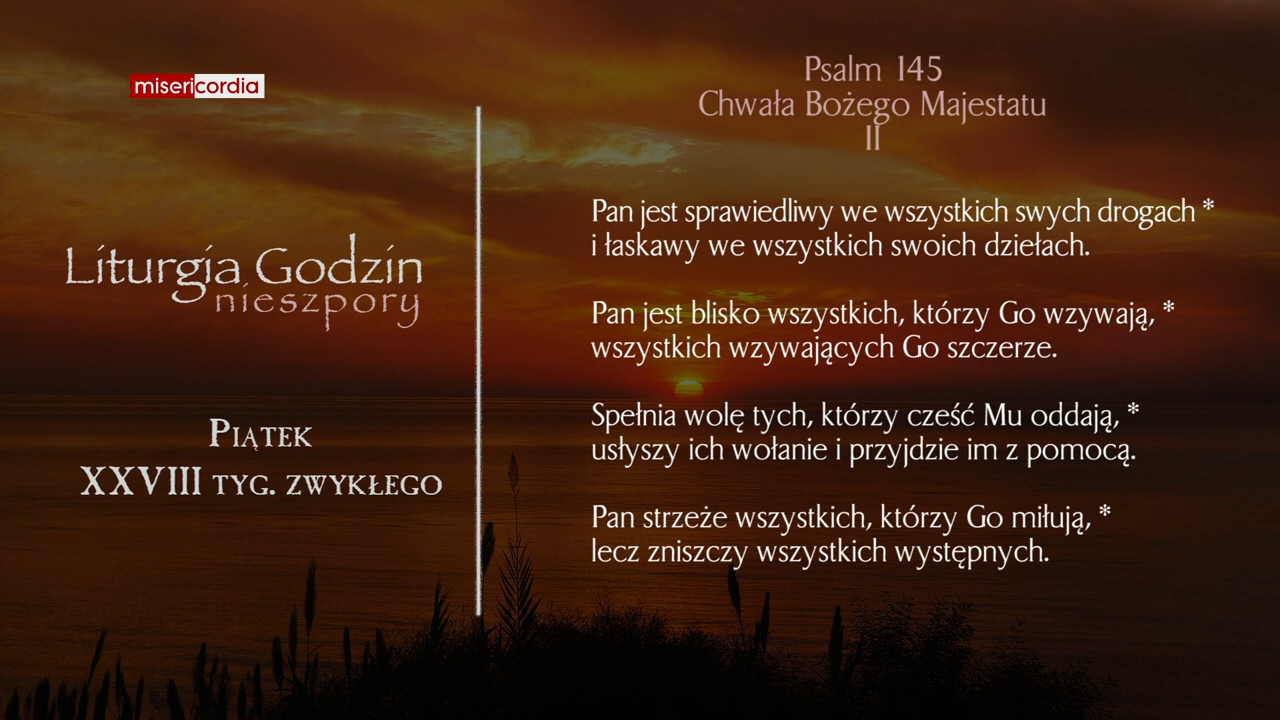 misericordia
Liturgia Godzin
nieszpory
Piątek
XXVIII tyg. zwykłego
Psalm 145
Chwała Bożego Majestatu
II
Pan jest sprawiedliwy we wszystkich swych drogach *
i łaskawy we wszystkich swoich dziełach.
Pan jest blisko wszystkich, którzy Go wzywają, *
wszystkich wzywających Go szczerze.
Spełnia wolę tych, którzy cześć Mu oddają, *
usłyszy ich wołanie i przyjdzie im z pomocą.
Pan strzeże wszystkich, którzy Go miłują, *
lecz zniszczy wszystkich występnych.